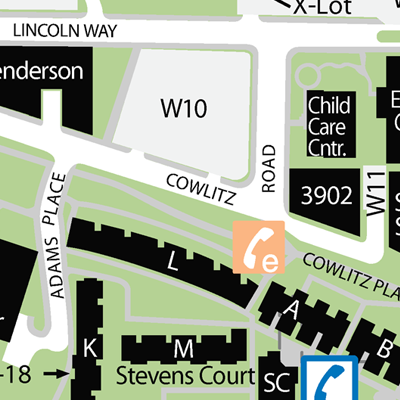 X-Lot
LINCOLN WAY
enderson
W10
Child
Care
Cntr.
E
C
ROAD
COWLITZ
3902
W11
ADAMS PLACE
L
e
COWLITZ PLA
A
K
M
B
-18
Stevens Court
SC